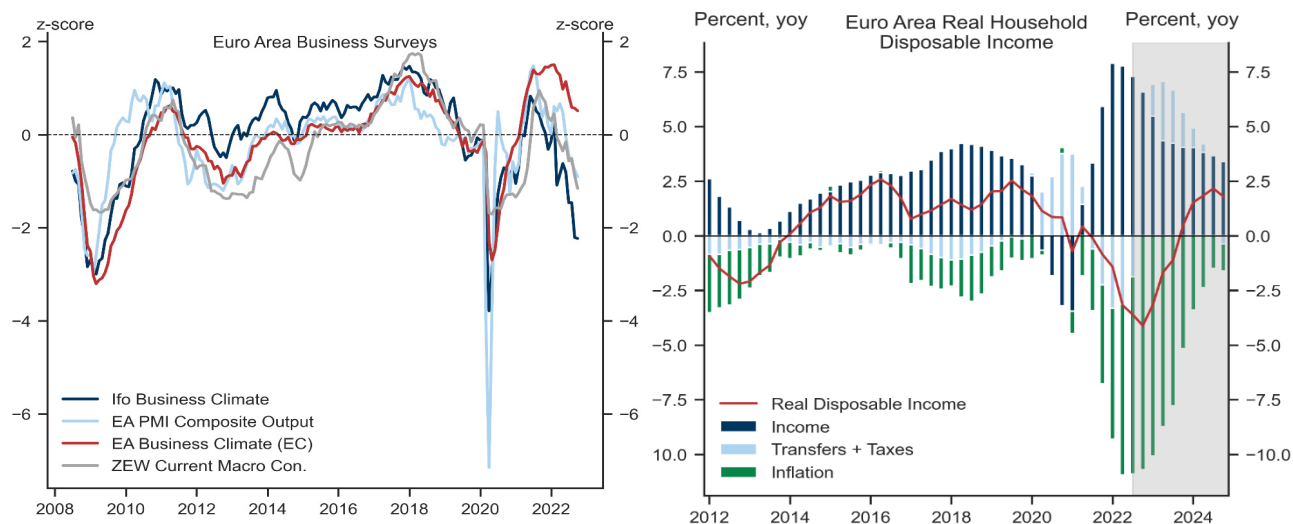 z-score
z-score
Euro Area Business Surveys
2
2
0
0
−2
−2
−4
−4
−6
−6
Ifo Business Climate
EA PMI Composite Output
EA Business Climate (EC)
ZEW Current Macro Con.
2008 2010 2012 2014 2016 2018 2020 2022
Percent, yoy
Euro Area Real Household
Disposable Income
Percent, yoy
7.5
7.5
5.0
5.0
2.5
2.5
0.0
0.0
−2.5
−2.5
−5.0
−5.0
−7.5
−7.5
10.0
−10.0
Real Disposable Income
Income
Transfers + Taxes
Inflation
2012 2014 2016 2018 2020 2022 2024